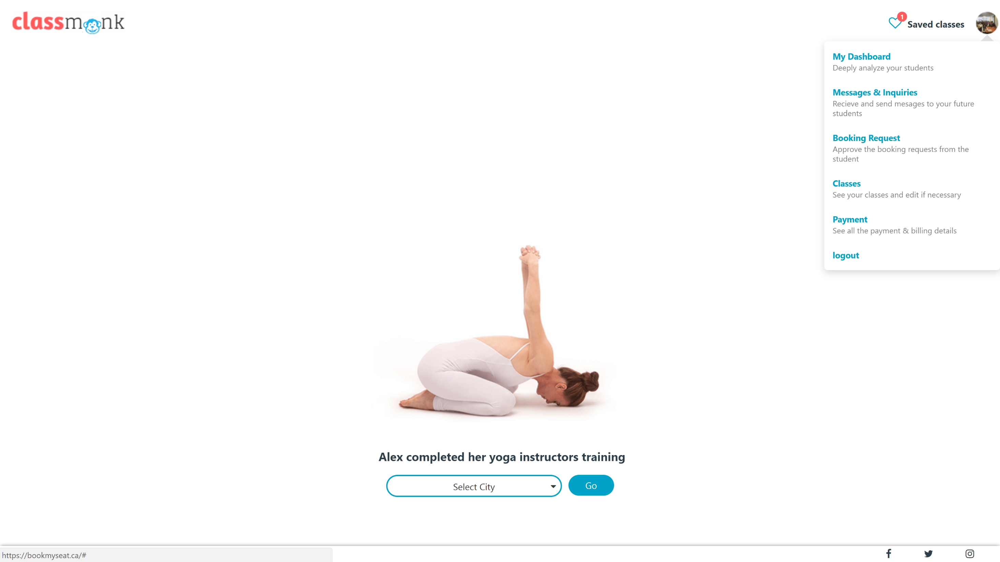 classmonk
1
Saved classes
My Dashboard
Deeply analyze your students
Messages & Inquiries
Recieve and send mesages to your future
students
Booking Request
Approve the booking requests from the
student
Classes
See your classes and edit if necessary
Payment
See all the payment & billing details
logout
Alex completed her yoga instructors training
Select City
Go
https://bookmyseat.ca/#